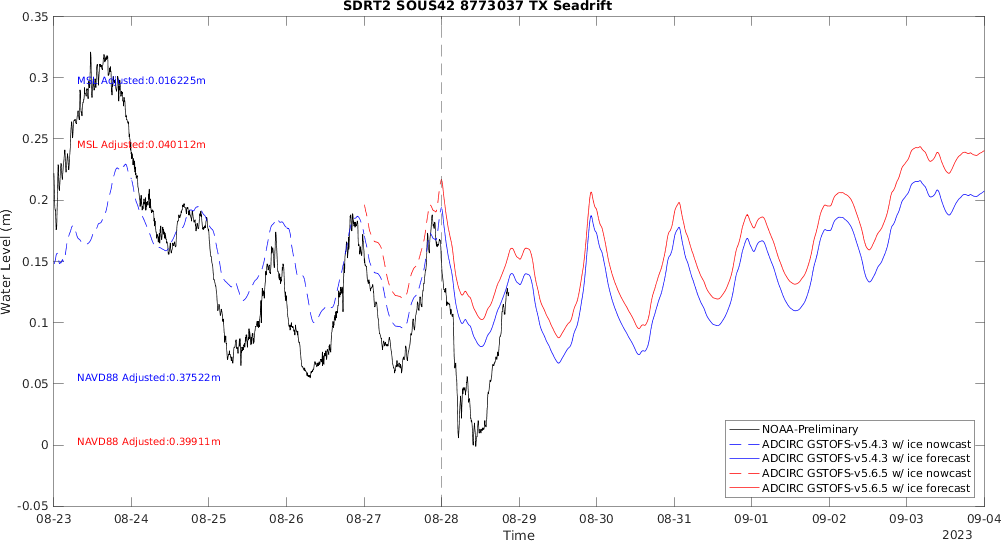 SDRT2 SOUS42 8773037 TX Seadrift
0.35
0.3
0.25
0.2
0.15
0.1
0.05
0
-0.05
Water Level (m)
MSL Adjusted:0.016225m
MSL Adjusted:0.040112m
NAVD88 Adjusted:0.37522m
NAVD88 Adjusted:0.39911m
NOAA-Preliminary
ADCIRC GSTOFS-v5.4.3 w/ ice nowcast
ADCIRC GSTOFS-v5.4.3 w/ ice forecast
ADCIRC GSTOFS-v5.6.5 w/ ice nowcast
ADCIRC GSTOFS-v5.6.5 w/ ice forecast
08-23 08-24 08-25 08-26 08-27 08-28 08-29 08-30 08-31 09-01 09-02 09-03 09-04
Time
2023